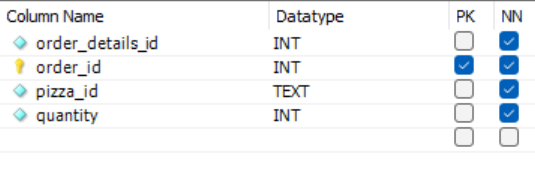 Column Name Datatype PK NN
order_details_id INT
order_id INT
pizza_id TEXT
quantity INT